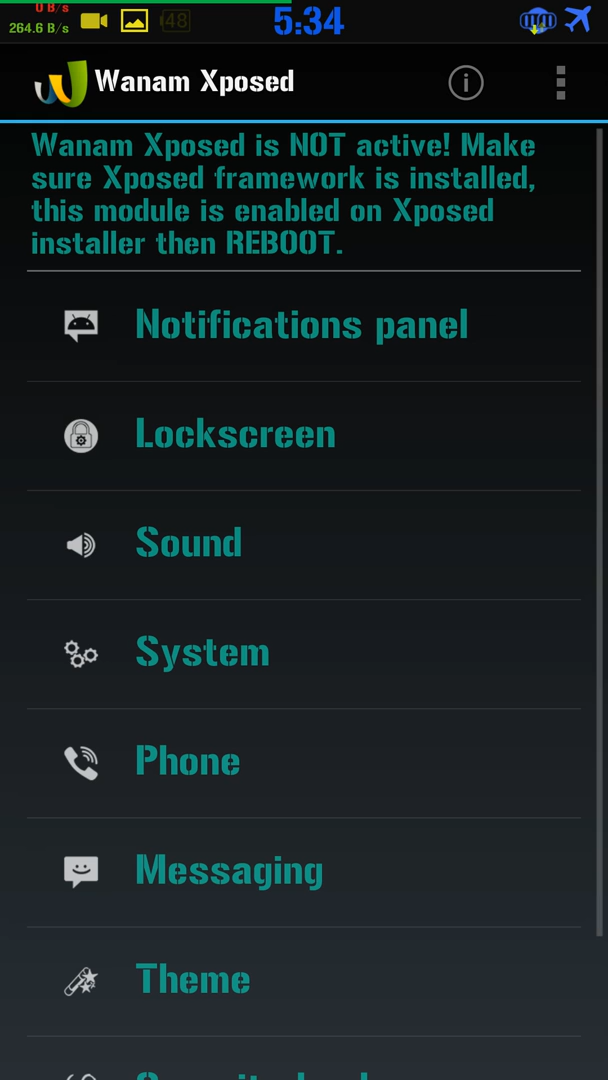 0 B/s
264.6 B/s
48
5:34
Wanam Xposed
Wanam Xposed is NOT active! Make
sure Xposed framework is installed,
this module is enabled on Xposed
installer then REBOOT.
Notifications panel
Lockscreen
Sound
System
Phone
Messaging
Theme